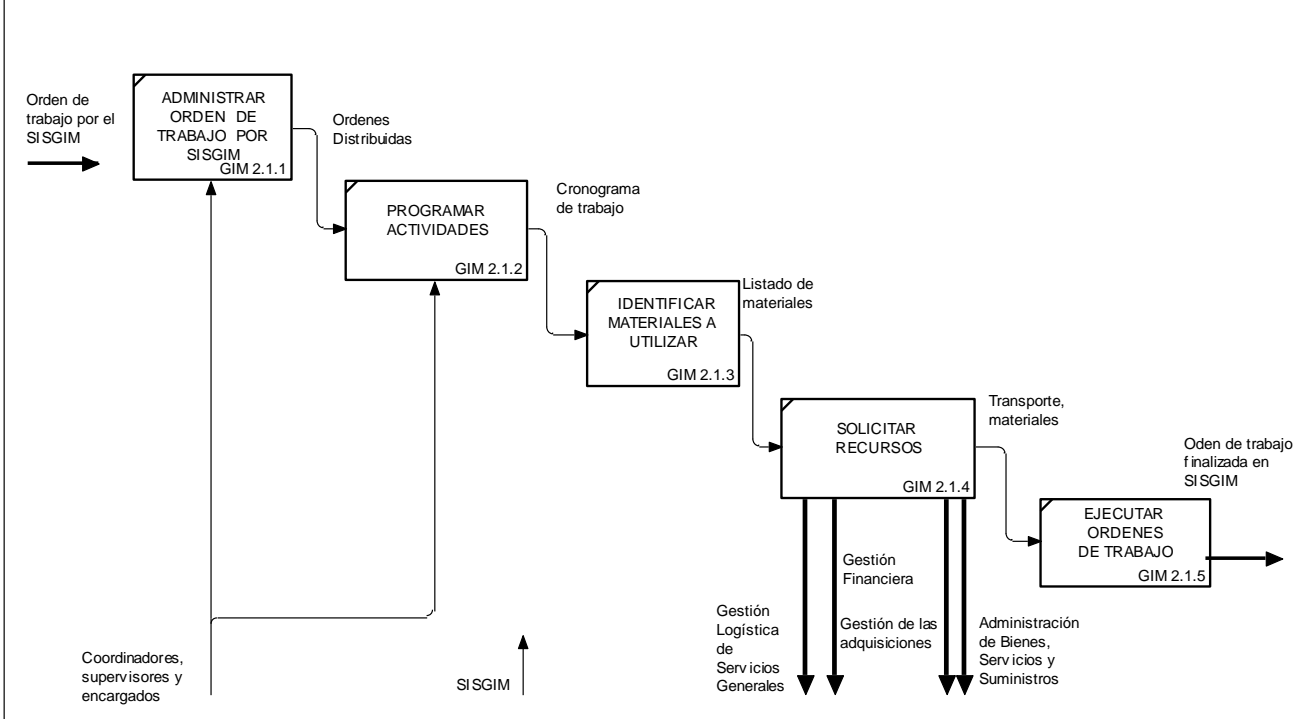 Orden de
trabajo por el
SISGIM
ADMINISTRAR
ORDEN DE
TRABAJO POR
SISGIM
GIM 2.1.1
Ordenes
Distribuidas
PROGRAMAR
ACTIVIDADES
GIM 2.1.2
Cronograma
de trabajo
IDENTIFICAR
MATERIALES A
UTILIZAR
GIM 2.1.3
Listado de
materiales
SOLICITAR
RECURSOS
GIM 2.1.4
Transporte,
materiales
EJECUTAR
ORDENES
DE TRABAJO
GIM 2.1.5
Oden de trabajo
finalizada en
SISGIM
Coordinadores,
supervisores y
encargados
SISGIM
Gestión
Logística
de
Servicios
Generales
Gestión
Financiera
Gestión de las
adquisiciones
Administración
de Bienes,
Servicios y
Suministros